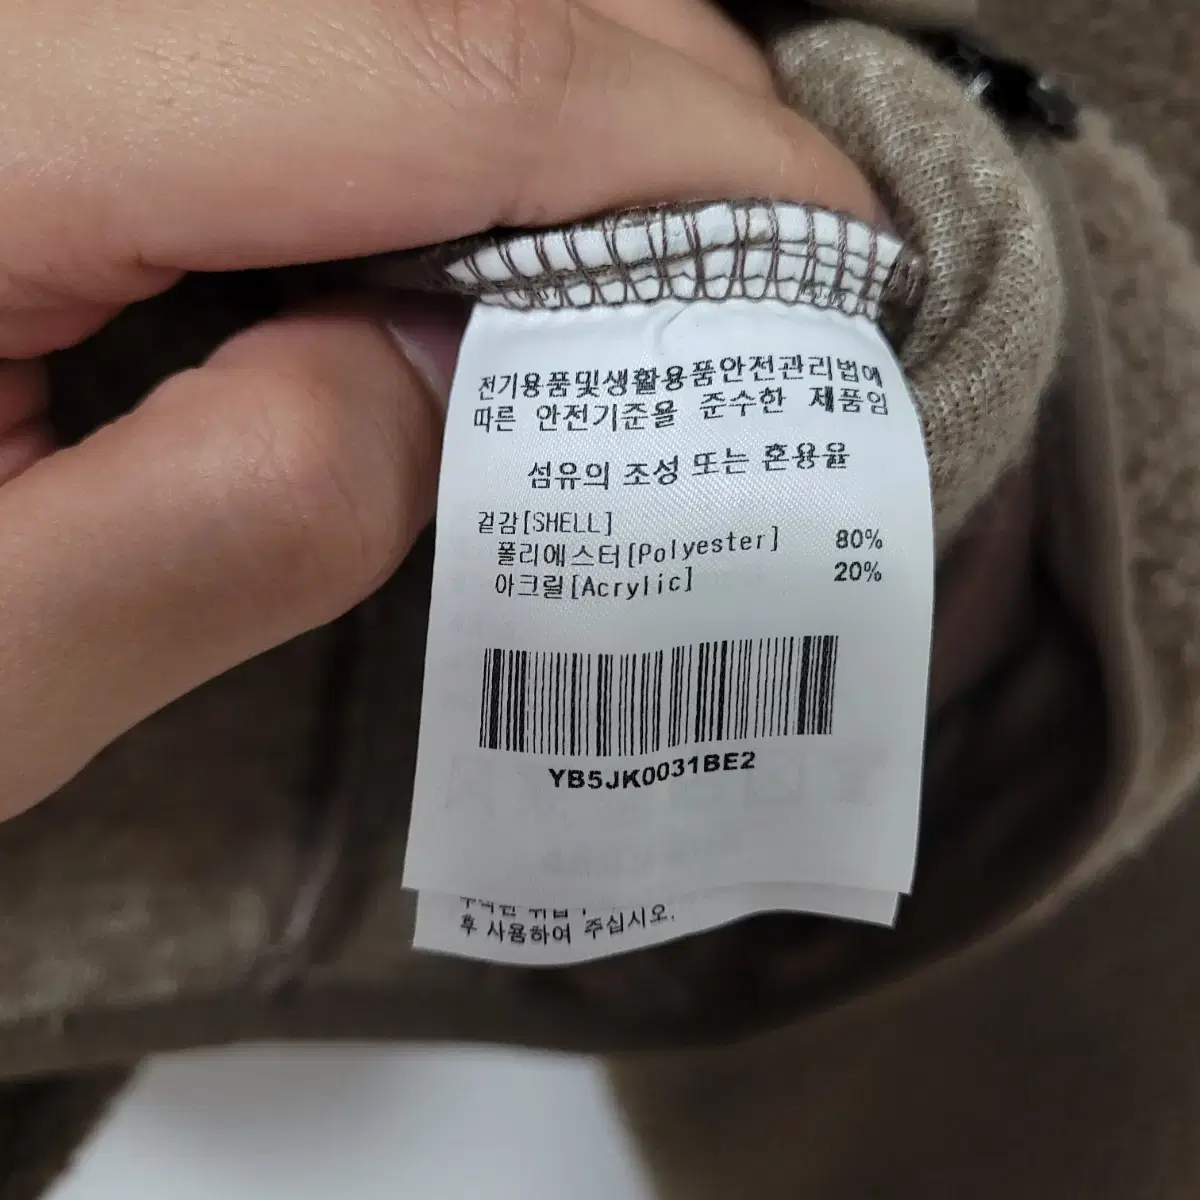 전기용품및생활용품안전관리법에
따른 안전기준을 준수한 제품임
섬유의 조성 또는 혼용율
겉감[SHELL]
폴리에스터[Polyester] 80%
아크릴[Acrylic] 20%
YB5JK0031BE2
후 사용하여 주십시오.